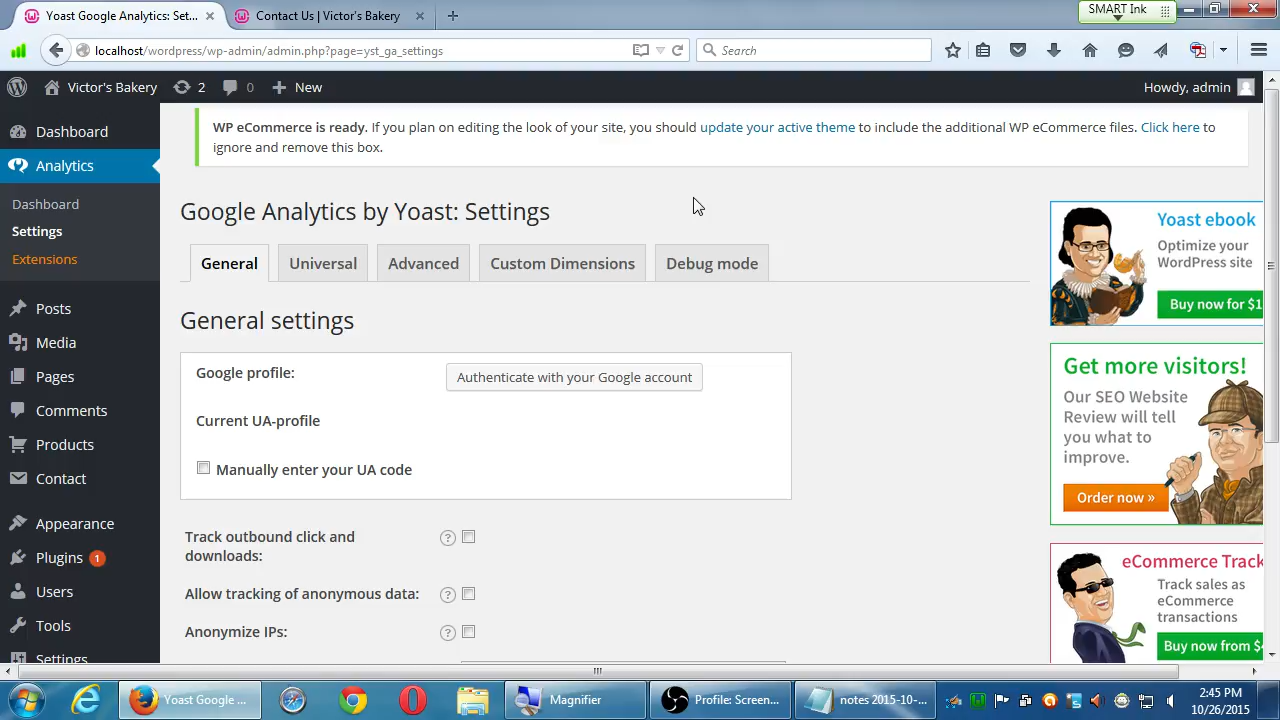 Yoast Google Analytics: Set...
Contact Us | Victor's Bakery
SMART Ink
localhost/wordpress/wp-admin/admin.php?page=yst_ga_settings
Search
Victor's Bakery
2
0
New
Howdy, admin
WP eCommerce is ready. If you plan on editing the look of your site, you should update your active theme to include the additional WP eCommerce files. Click here to
ignore and remove this box.
Dashboard
Analytics
Dashboard
Settings
Extensions
Posts
Media
Pages
Comments
Products
Contact
Appearance
Plugins 1
Users
Tools
Settings
Google Analytics by Yoast: Settings
General
Universal
Advanced
Custom Dimensions
Debug mode
General settings
Google profile:
Authenticate with your Google account
Current UA-profile
Manually enter your UA code
Track outbound click and
downloads:
?
Allow tracking of anonymous data:
?
Anonymize IPs:
?
Yoast ebook
Optimize your
WordPress site
Buy now for $1
Get more visitors!
Our SEO Website
Review will tell
you what to
improve.
Order now »
eCommerce Track
Track sales as
eCommerce
transactions
Buy now from $
Yoast Google ...
Magnifier
Profile: Screen...
notes 2015-10-...
2:45 PM
10/26/2015